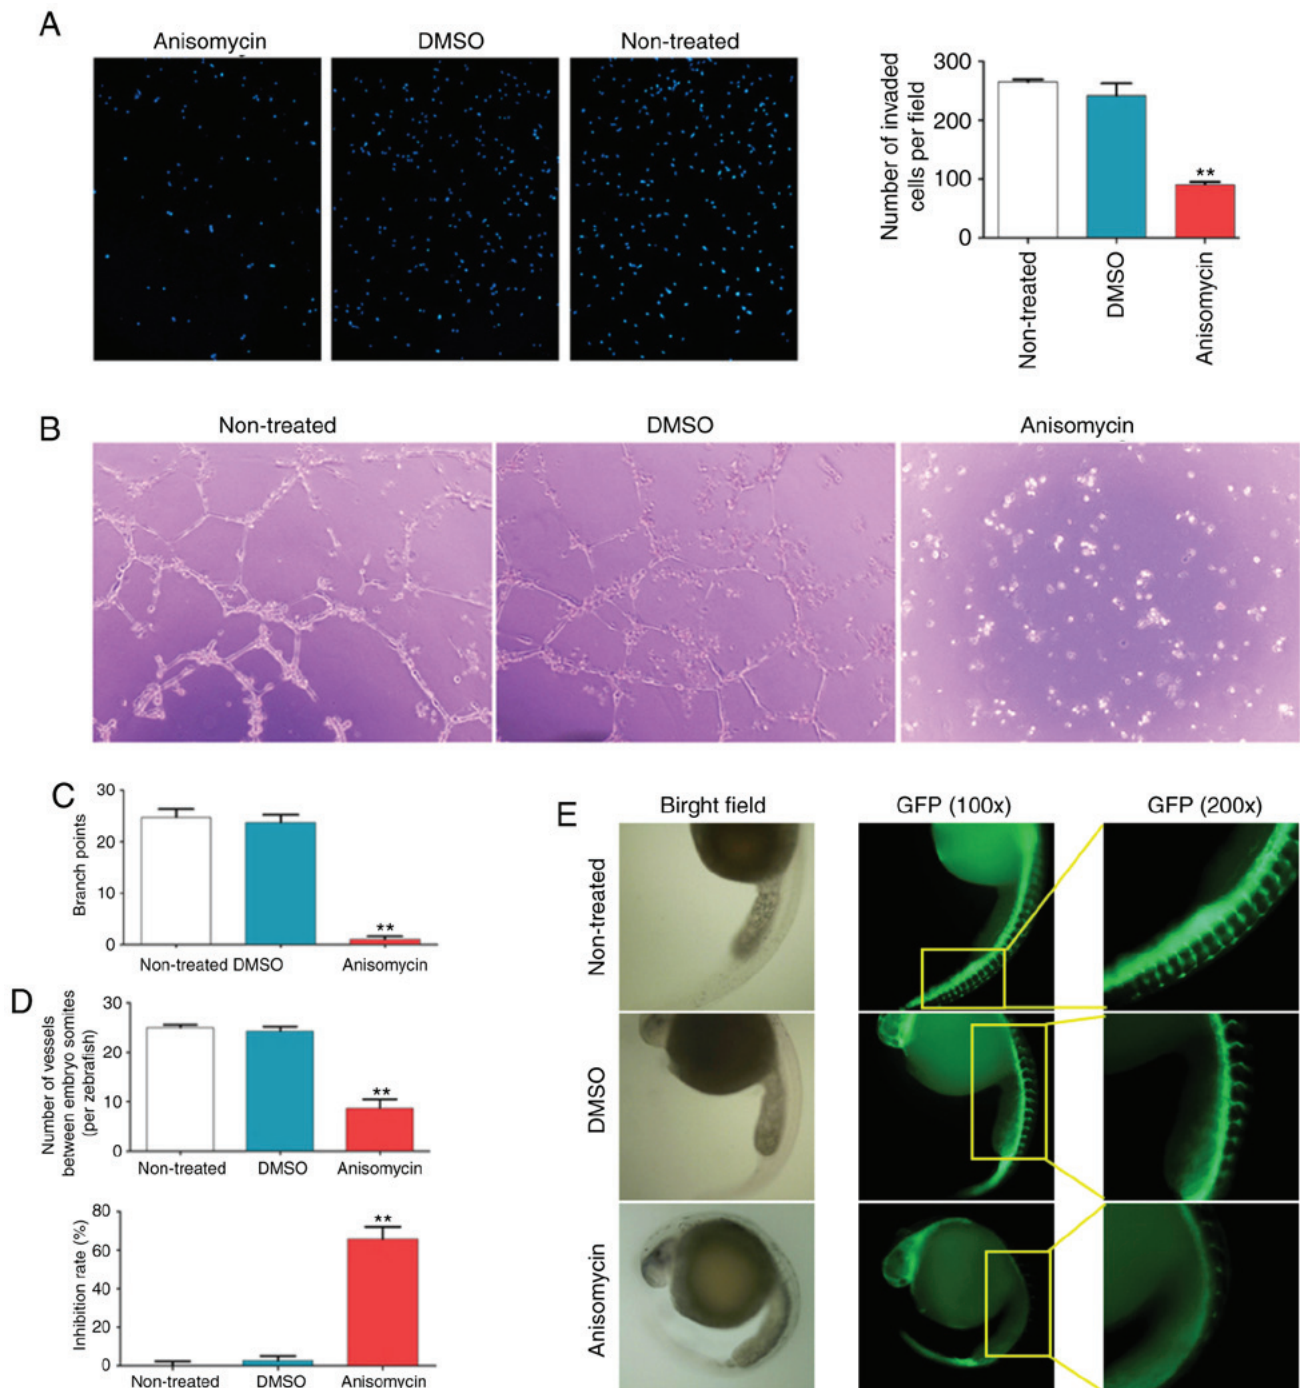 A
Anisomycin
DMSO
Non-treated
Number of invaded
cells per field
300
200
100
0
**
Non-treated
DMSO
Anisomycin
B
Non-treated
DMSO
Anisomycin
C
Branch points
30
20
10
0
**
Non-treated DMSO
Anisomycin
D
Number of vessels
between embryo somites
(per zebrafish)
30
20
10
0
**
Non-treated
DMSO
Anisomycin
Inhibition rate (%)
80
60
40
20
0
**
Non-treated
DMSO
Anisomycin
E
Birght field
GFP (100x)
GFP (200x)
Non-treated
DMSO
Anisomycin